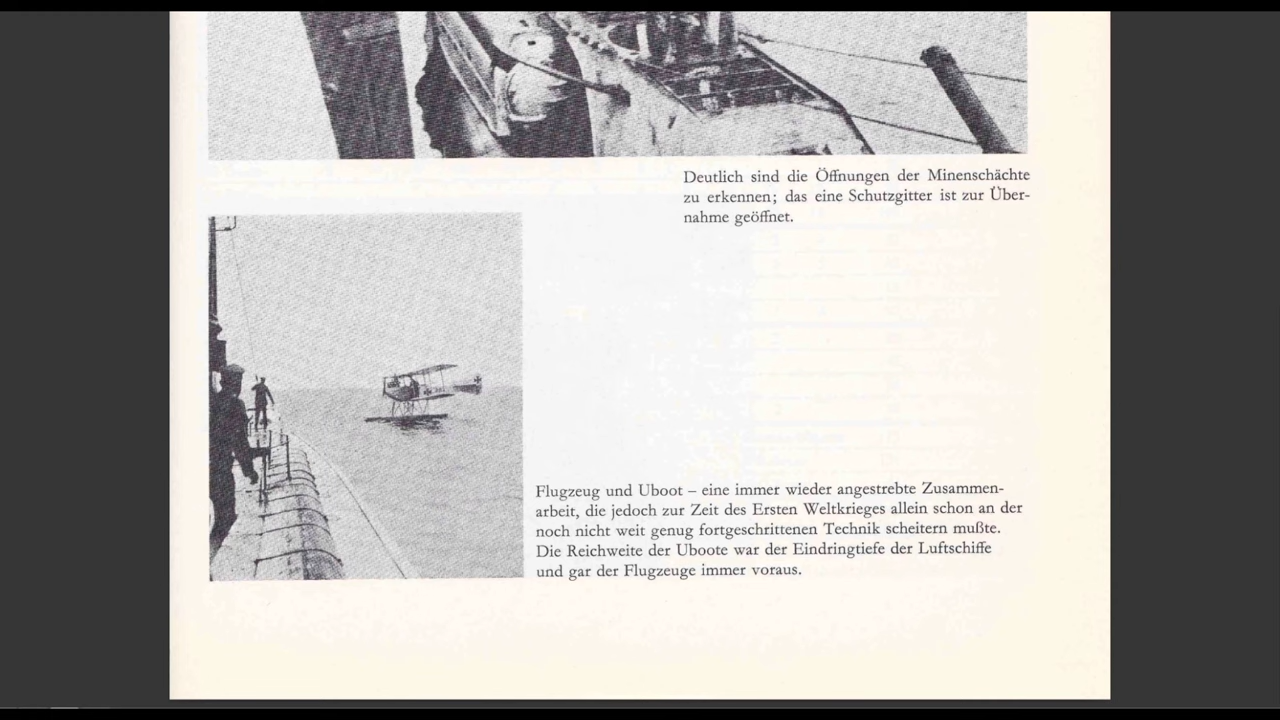 Deutlich sind die Öffnungen der Minenschächte
zu erkennen; das eine Schutzgitter ist zur Über-
nahme geöffnet.
Flugzeug und Uboot – eine immer wieder angestrebte Zusammen-
arbeit, die jedoch zur Zeit des Ersten Weltkrieges allein schon an der
noch nicht weit genug fortgeschrittenen Technik scheitern mußte.
Die Reichweite der Uboote war der Eindringtiefe der Luftschiffe
und gar der Flugzeuge immer voraus.